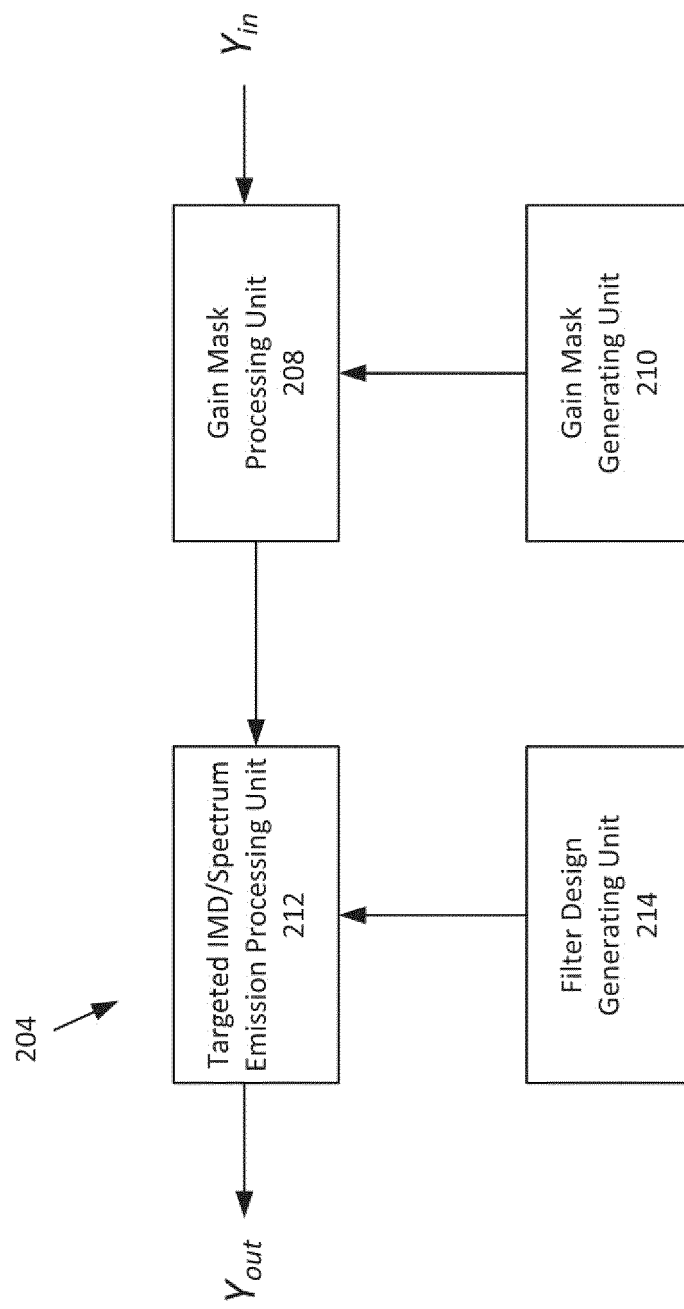 204
Y_in
Gain Mask
Processing Unit
208
Gain Mask
Generating Unit
210
Targeted IMD/Spectrum
Emission Processing Unit
212
Filter Design
Generating Unit
214
Y_out